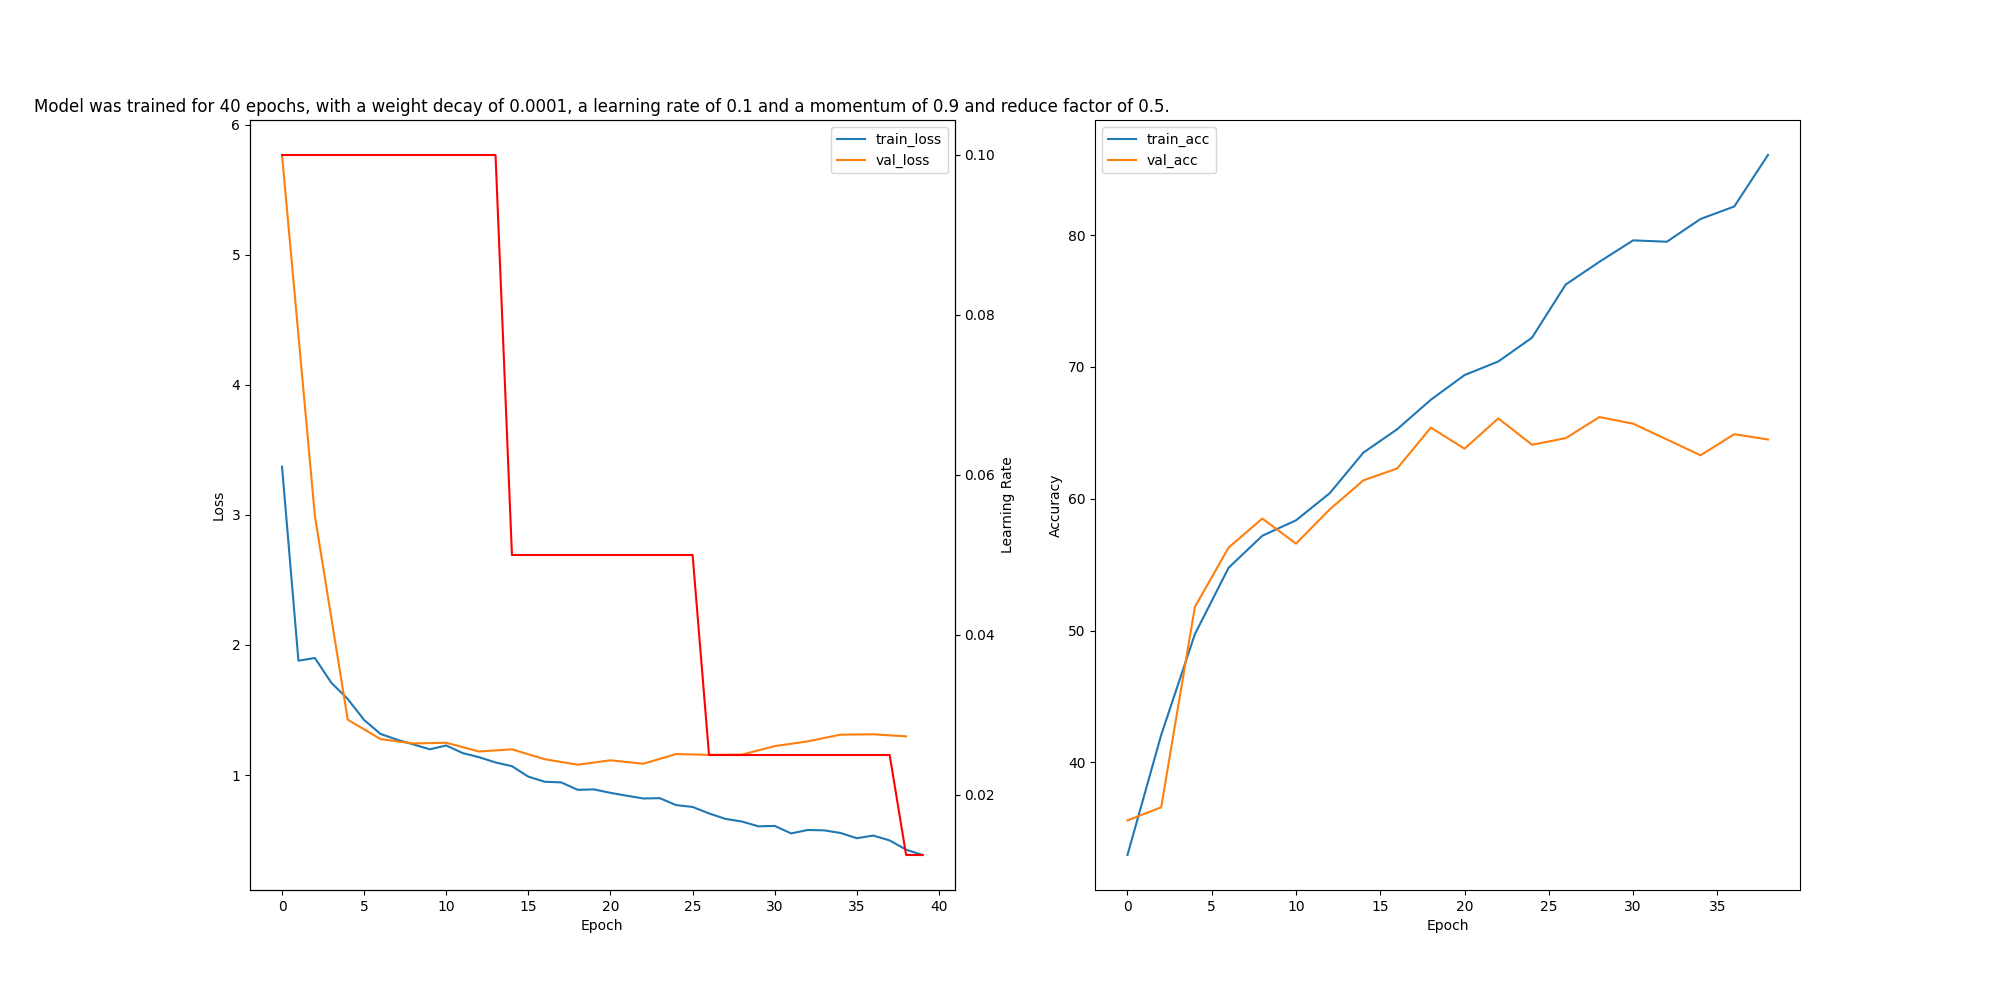 Model was trained for 40 epochs, with a weight decay of 0.0001, a learning rate of 0.1 and a momentum of 0.9 and reduce factor of 0.5.
train_loss
val_loss
6
5
4
3
2
1
Loss
0 5 10 15 20 25 30 35 40
Epoch
0.10
0.08
0.06
0.04
0.02
Learning Rate
train_acc
val_acc
80
70
60
50
40
Accuracy
0 5 10 15 20 25 30 35
Epoch